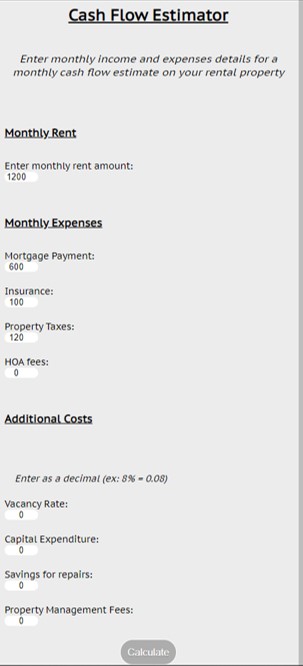 Cash Flow Estimator
Enter monthly income and expenses details for a
monthly cash flow estimate on your rental property
Monthly Rent
Enter monthly rent amount:
1200
Monthly Expenses
Mortgage Payment:
600
Insurance:
100
Property Taxes:
120
HOA fees:
0
Additional Costs
Enter as a decimal (ex: 8% = 0.08)
Vacancy Rate:
0
Capital Expenditure:
0
Savings for repairs:
0
Property Management Fees:
0
Calculate